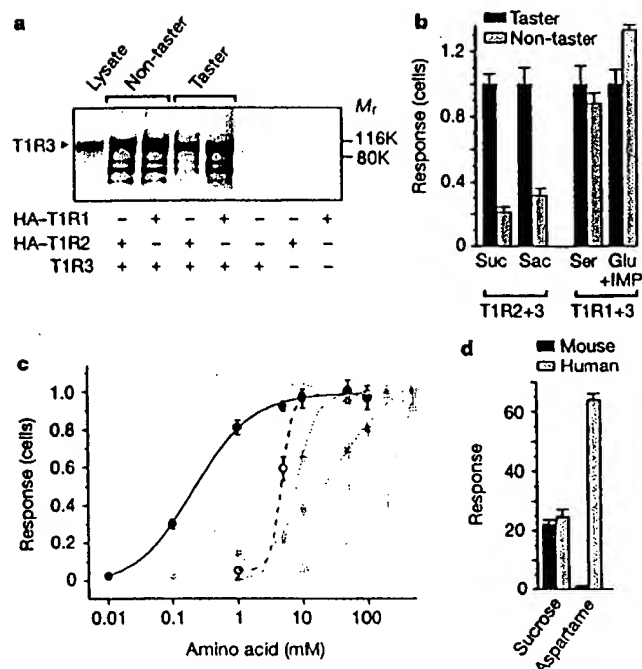 a
Lysate
Non-taster
Taster
Mr
T1R3
116K
80K
HA–T1R1 – + – + – – +
HA–T1R2 + – + – – + –
T1R3 + + + + + – –
b
Taster
Non-taster
Response (cells)
1.2
0.8
0.4
0
Suc Sac Ser Glu
+IMP
T1R2+3 T1R1+3
c
Response (cells)
1.0
0.8
0.6
0.4
0.2
0
0.01 0.1 1 10 100
Amino acid (mM)
d
Mouse
Human
Response
60
40
20
0
Sucrose
Aspartame